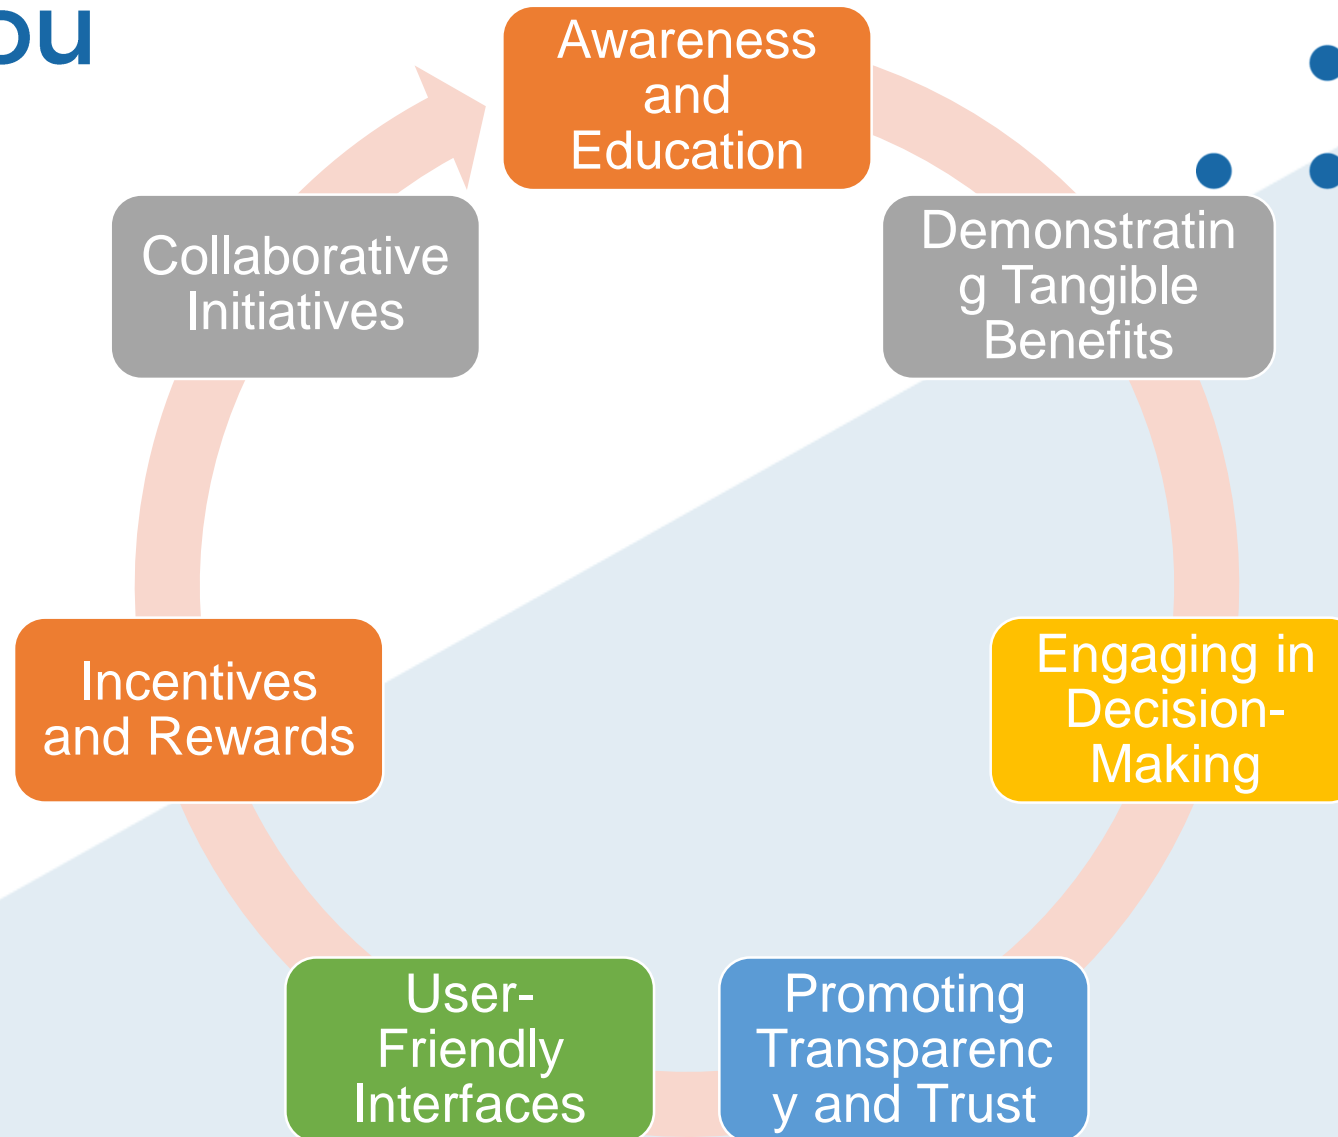 ou
Awareness
and
Education
Demonstratin
g Tangible
Benefits
Engaging in
Decision-
Making
Promoting
Transparenc
y and Trust
User-
Friendly
Interfaces
Incentives
and Rewards
Collaborative
Initiatives